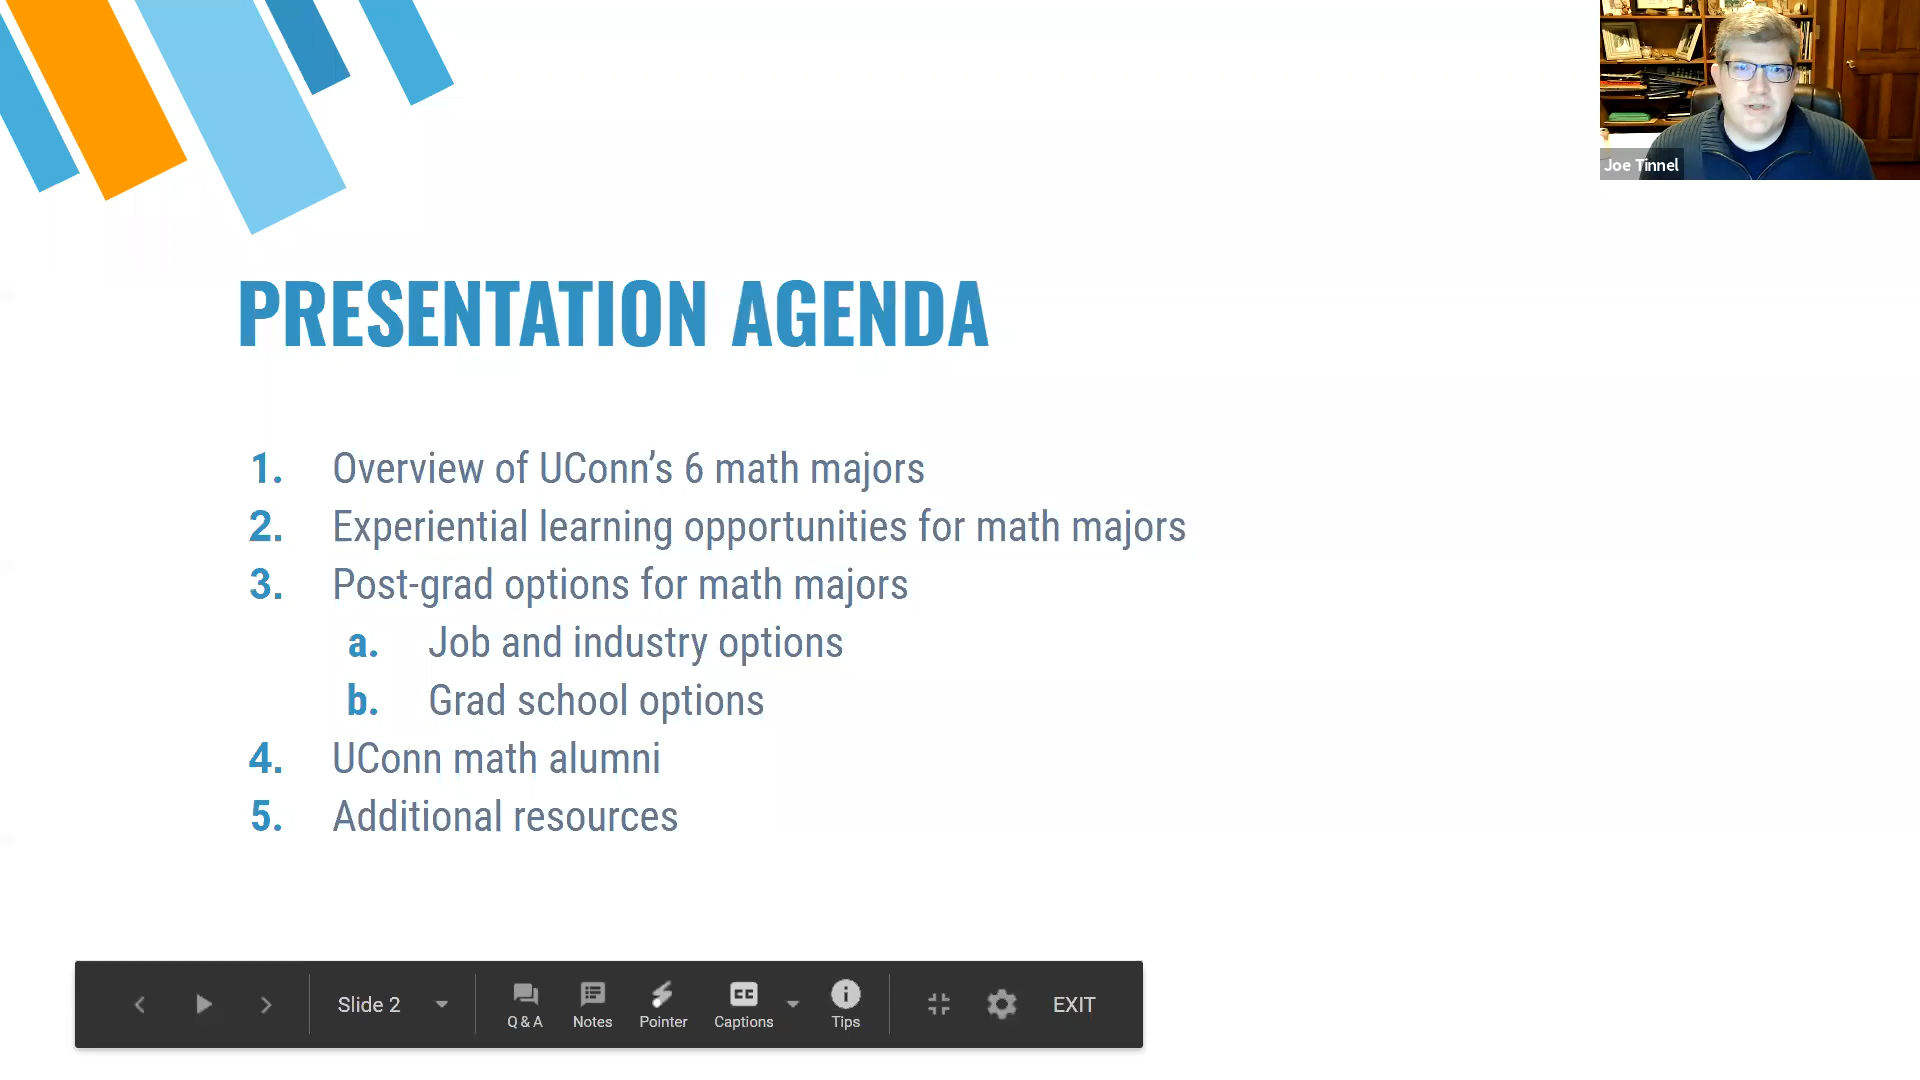 Joe Tinnel
PRESENTATION AGENDA
1. Overview of UConn’s 6 math majors
2. Experiential learning opportunities for math majors
3. Post-grad options for math majors
a. Job and industry options
b. Grad school options
4. UConn math alumni
5. Additional resources
Slide 2
Q & A
Notes
Pointer
CC
Captions
Tips
EXIT